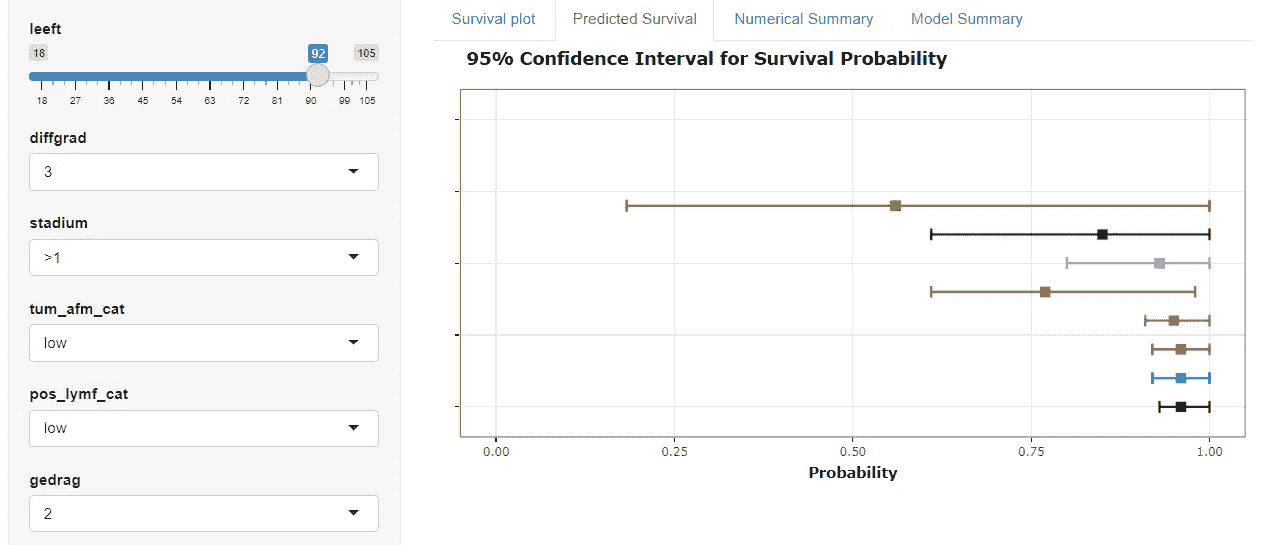 leeft
18
92
105
18 27 36 45 54 63 72 81 90 99 105
diffgrad
3
stadium
>1
tum_afm_cat
low
pos_lymf_cat
low
gedrag
2
Survival plot Predicted Survival Numerical Summary Model Summary
95% Confidence Interval for Survival Probability
0.00 0.25 0.50 0.75 1.00
Probability